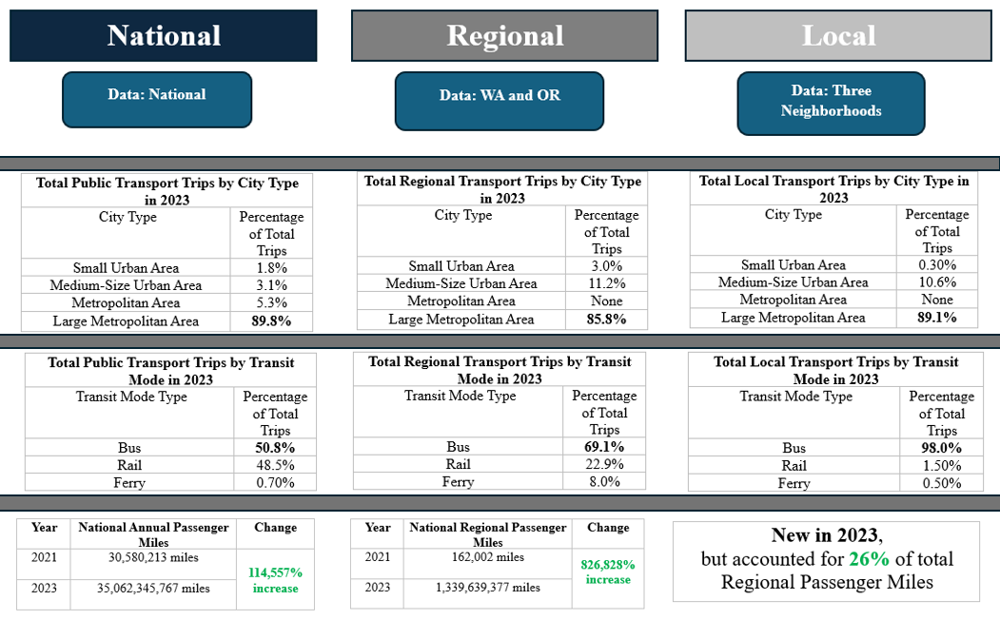 National
Regional
Local
Data: National
Data: WA and OR
Data: Three
Neighborhoods
Total Public Transport Trips by City Type
in 2023
City Type
Percentage
of Total
Trips
Small Urban Area 1.8%
Medium-Size Urban Area 3.1%
Metropolitan Area 5.3%
Large Metropolitan Area 89.8%
Total Regional Transport Trips by City Type
in 2023
City Type
Percentage
of Total
Trips
Small Urban Area 3.0%
Medium-Size Urban Area 11.2%
Metropolitan Area None
Large Metropolitan Area 85.8%
Total Local Transport Trips by City Type in
2023
City Type
Percentage
of Total
Trips
Small Urban Area 0.30%
Medium-Size Urban Area 10.6%
Metropolitan Area None
Large Metropolitan Area 89.1%
Total Public Transport Trips by Transit
Mode in 2023
Transit Mode Type
Percentage
of Total
Trips
Bus 50.8%
Rail 48.5%
Ferry 0.70%
Total Regional Transport Trips by Transit
Mode in 2023
Transit Mode Type
Percentage
of Total
Trips
Bus 69.1%
Rail 22.9%
Ferry 8.0%
Total Local Transport Trips by Transit
Mode in 2023
Transit Mode Type
Percentage
of Total
Trips
Bus 98.0%
Rail 1.50%
Ferry 0.50%
Year National Annual Passenger Change
Miles
2021 30,580,213 miles
114,557%
increase
2023 35,062,345,767 miles
Year National Regional Passenger Change
Miles
2021 162,002 miles
826,828%
increase
2023 1,339,639,377 miles
New in 2023,
but accounted for 26% of total
Regional Passenger Miles